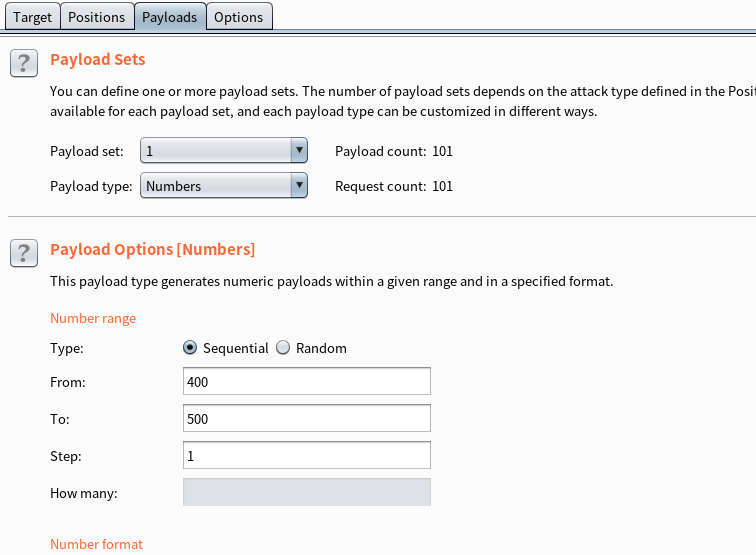 Target Positions Payloads Options
Payload Sets
You can define one or more payload sets. The number of payload sets depends on the attack type defined in the
available for each payload set, and each payload type can be customized in different ways.
Payload set: 1 Payload count: 101
Payload type: Numbers Request count: 101
Payload Options [Numbers]
This payload type generates numeric payloads within a given range and in a specified format.
Number range
Type: Sequential Random
From: 400
To: 500
Step: 1
How many:
Number format